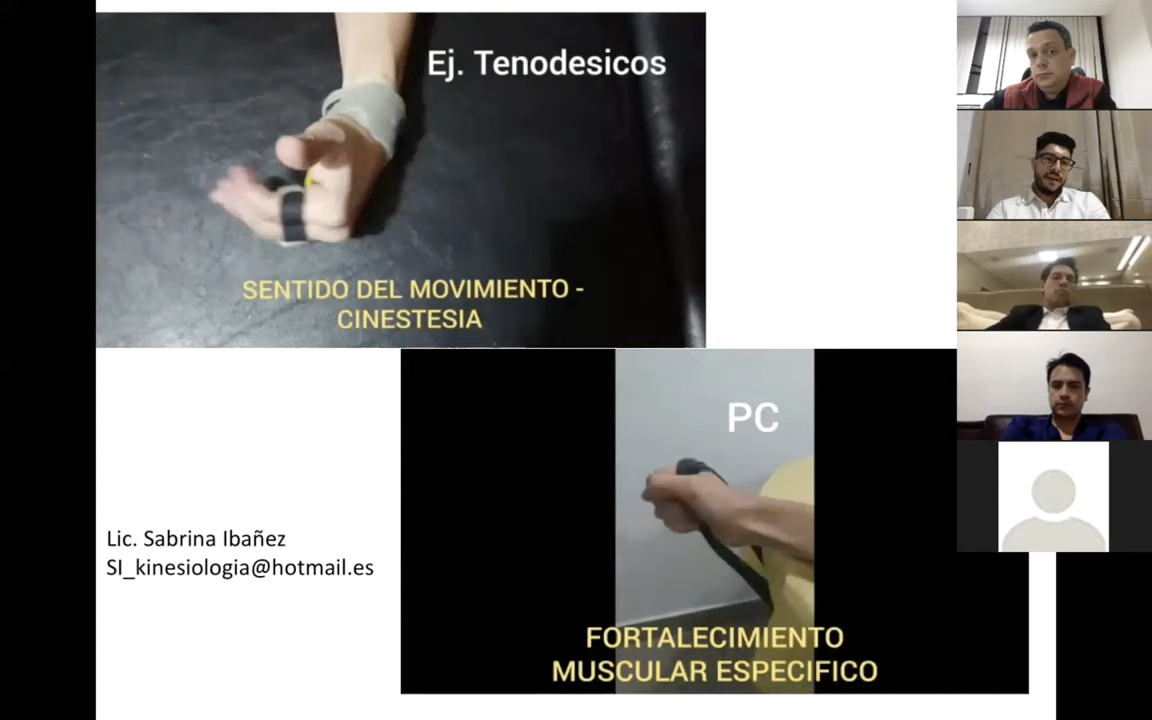 Ej. Tenodesicos
SENTIDO DEL MOVIMIENTO -
CINESTESIA
PC
FORTALECIMIENTO
MUSCULAR ESPECIFICO
Lic. Sabrina Ibañez
SI_kinesiologia@hotmail.es